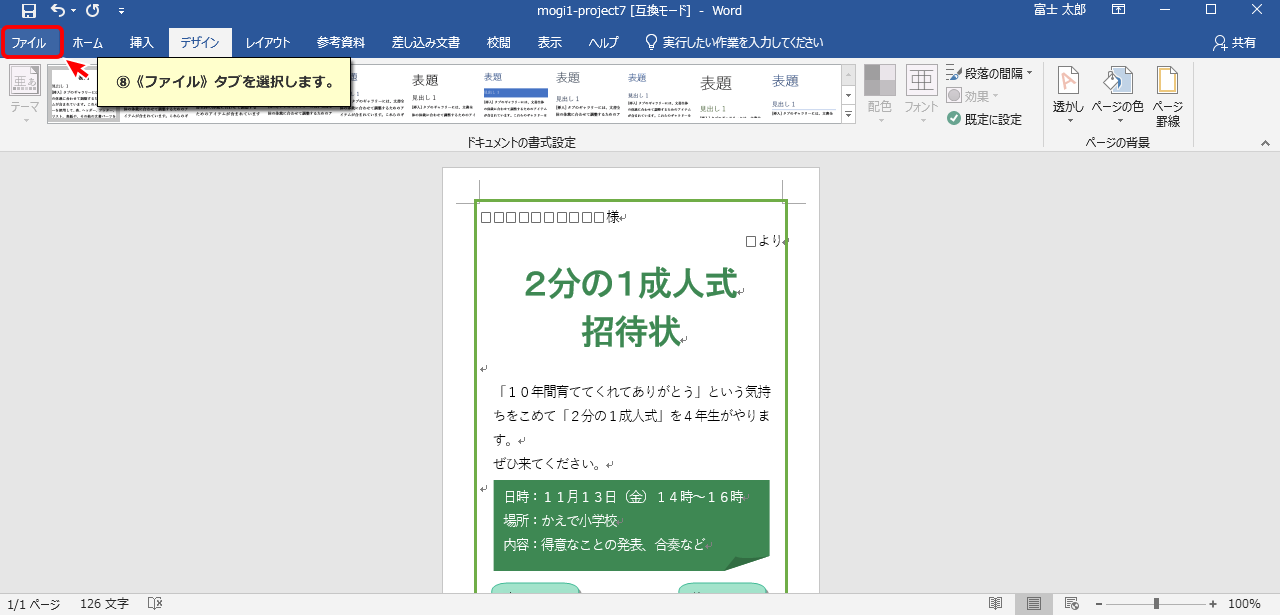 mogi1-project7 [互換モード] - Word
富士 太郎
ファイル ホーム 挿入 デザイン レイアウト 参考資料 差し込み文書 校閲 表示 ヘルプ 実行したい作業を入力してください 共有
⑧《ファイル》タブを選択します。
テーマ
表題 表題 表題 表題 表題 表題
見出し 1 見出し 1 見出し 1 見出し 1 見出し 1 見出し 1
配色
フォント
段落の間隔
効果
既定に設定
透かし ページの色 ページ
罫線
ドキュメントの書式設定
ページの背景
□□□□□□□□□□様
□より
２分の１成人式
招待状
「１０年間育ててくれてありがとう」という気持
ちをこめて「２分の１成人式」を４年生がやりま
す。
ぜひ来てください。
日時：１１月１３日（金）１４時～１６時
場所：かえで小学校
内容：得意なことの発表、合奏など
1/1 ページ 126 文字
100%